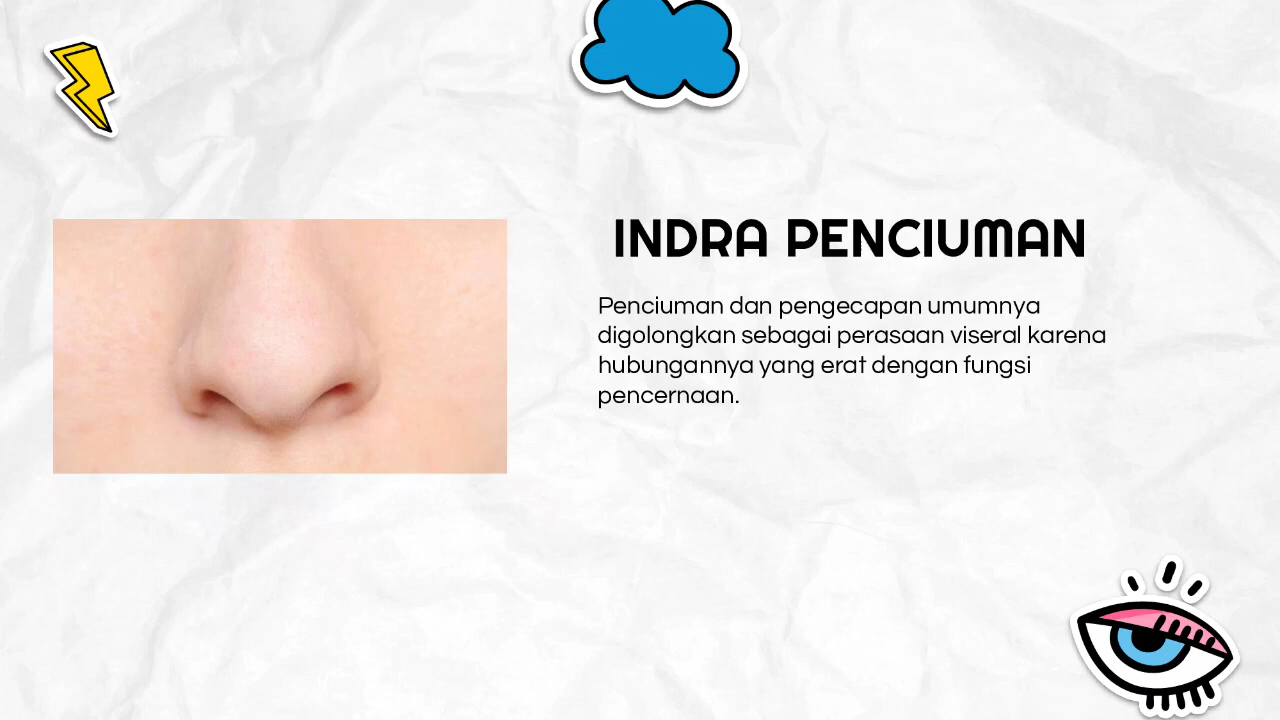 INDRA PENCIUMAN
Penciuman dan pengecapan umumnya
digolongkan sebagai perasaan viseral karena
hubungannya yang erat dengan fungsi
pencernaan.